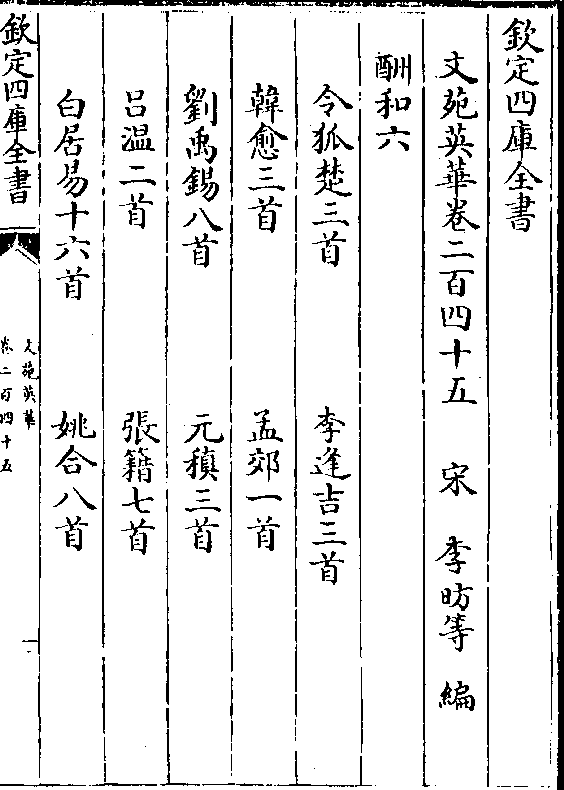 欽定四庫全書
文苑英華卷二百四十五　宋　李昉等　編
酬和六
令狐楚三首　李逢吉三首
韓愈三首　孟郊一首
劉禹錫八首　元稹三首
呂溫二首　張籍七首
白居易十六首　姚合八首
欽定四庫全書
文苑英華
卷二百四十五
一